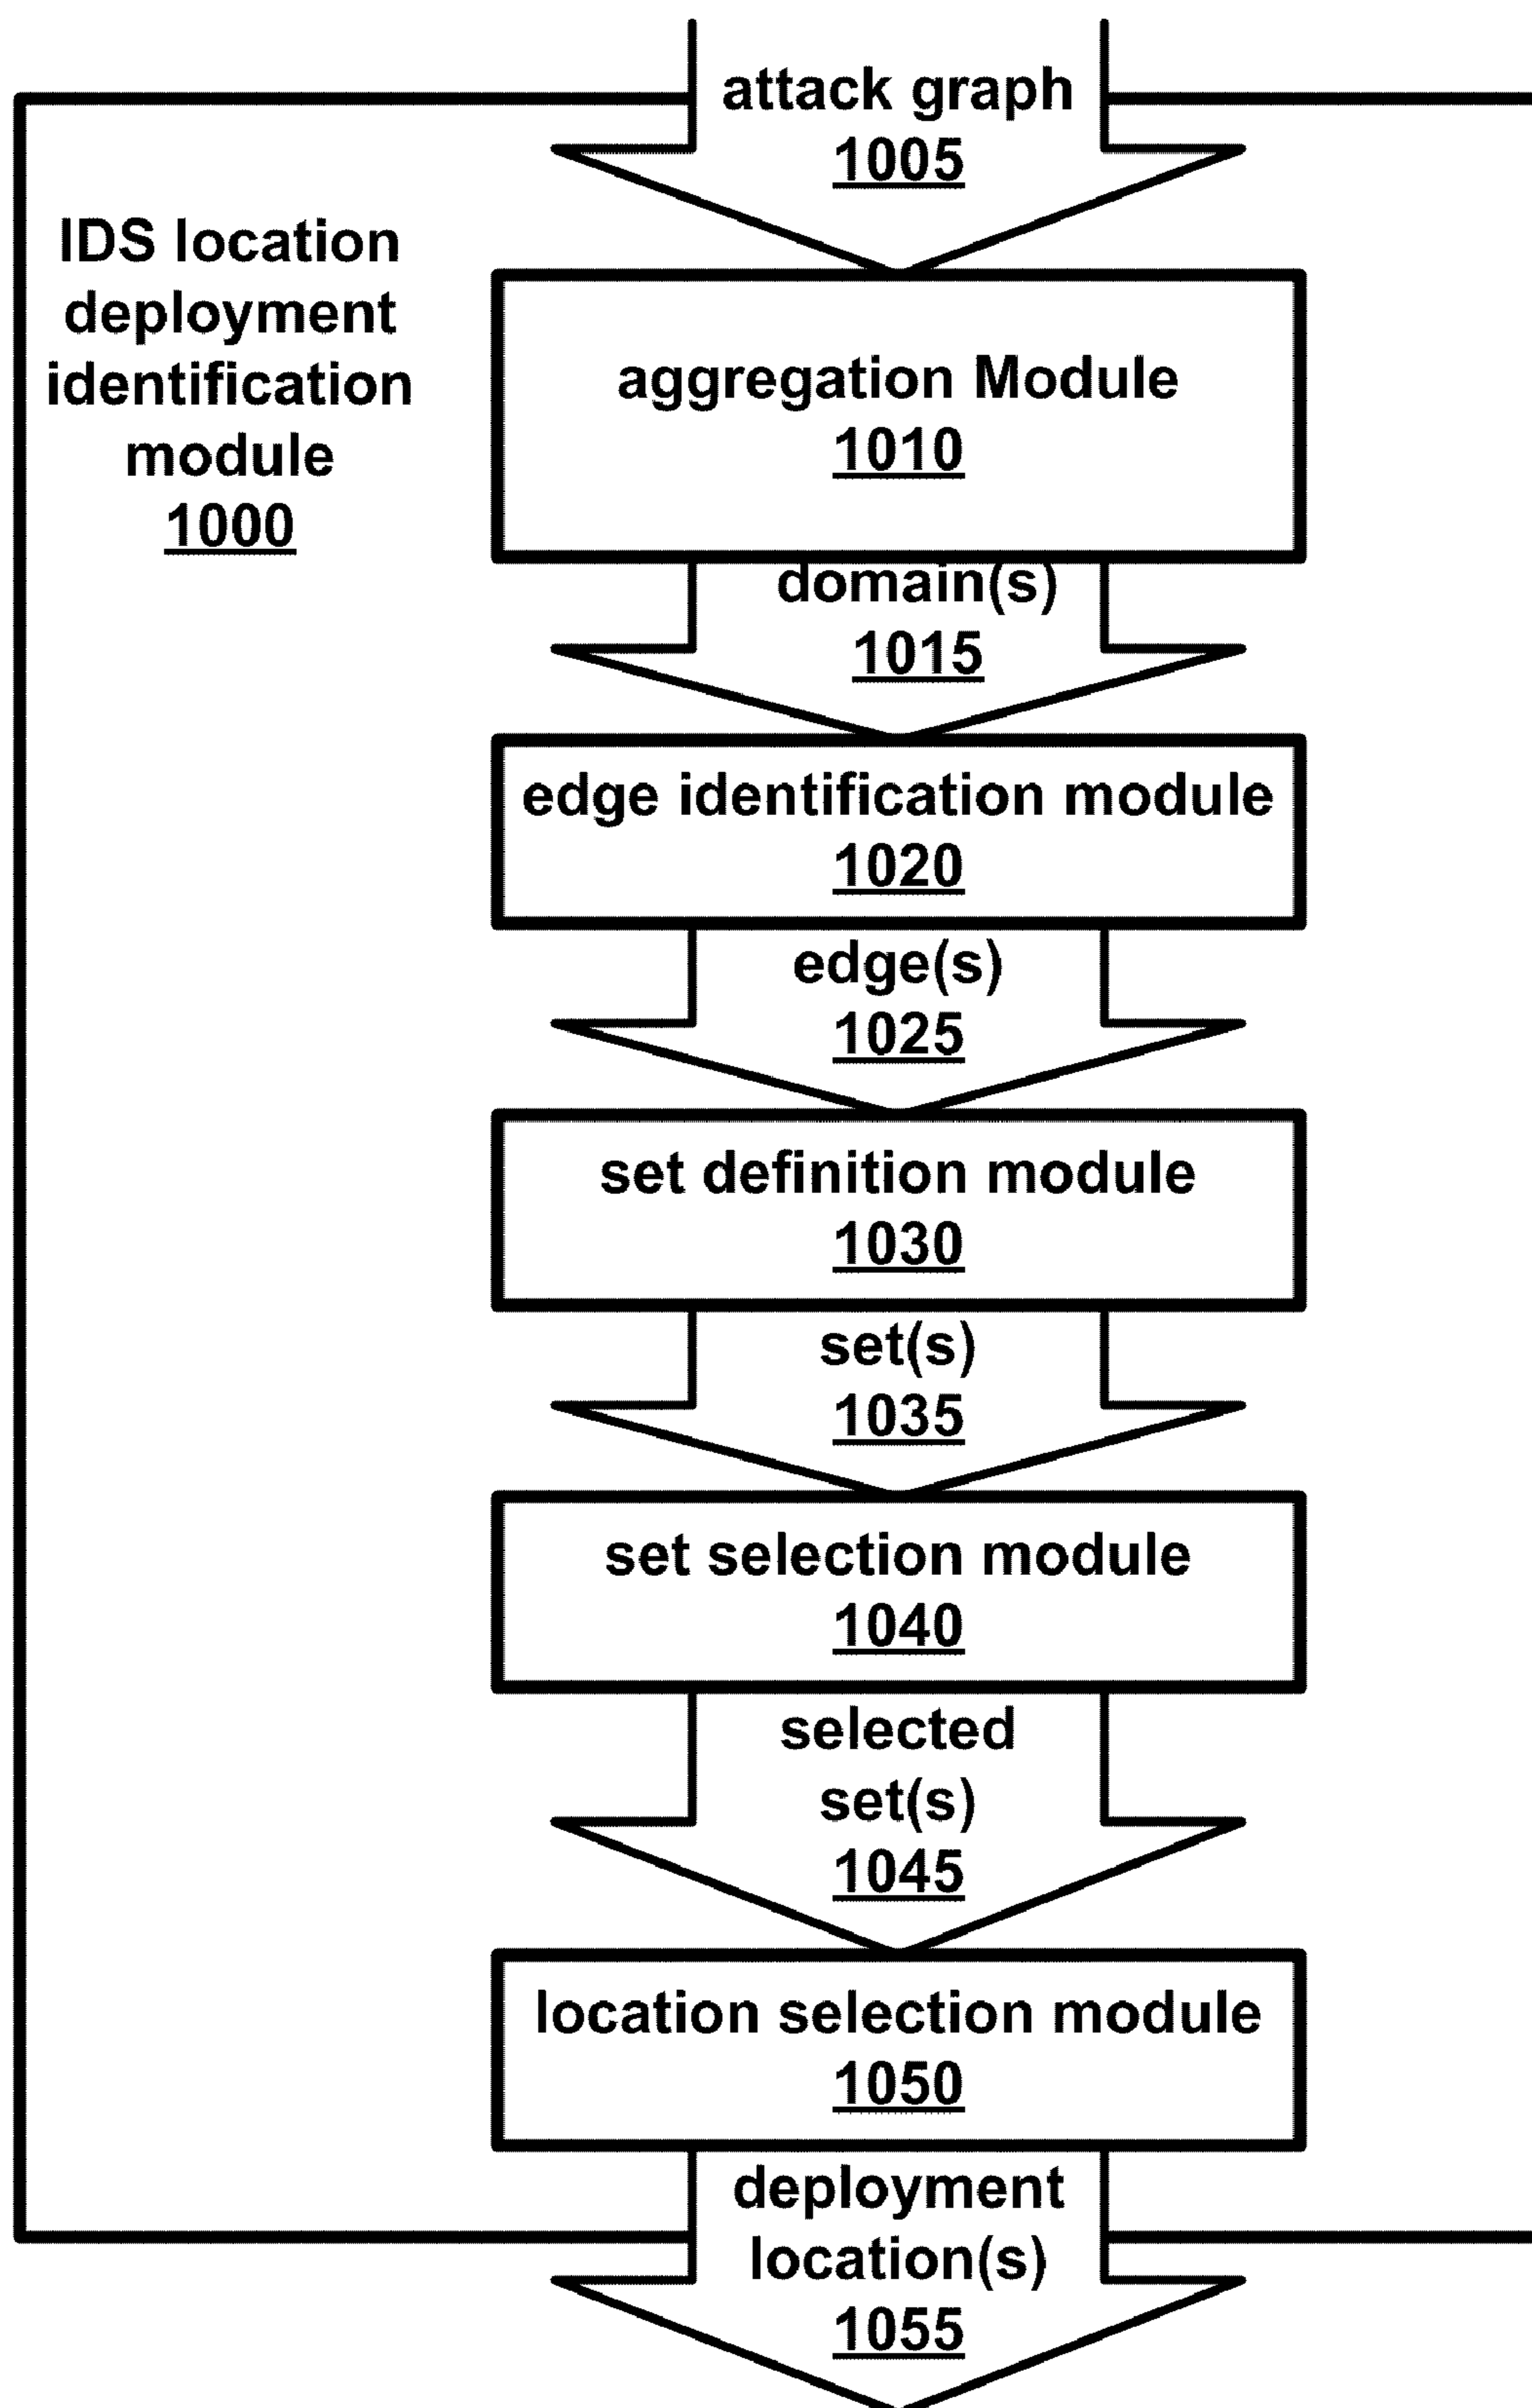 attack graph
1005
IDS location
deployment
identification
module
1000
aggregation Module
1010
domain(s)
1015
edge identification module
1020
edge(s)
1025
set definition module
1030
set(s)
1035
set selection module
1040
selected
set(s)
1045
location selection module
1050
deployment
location(s)
1055